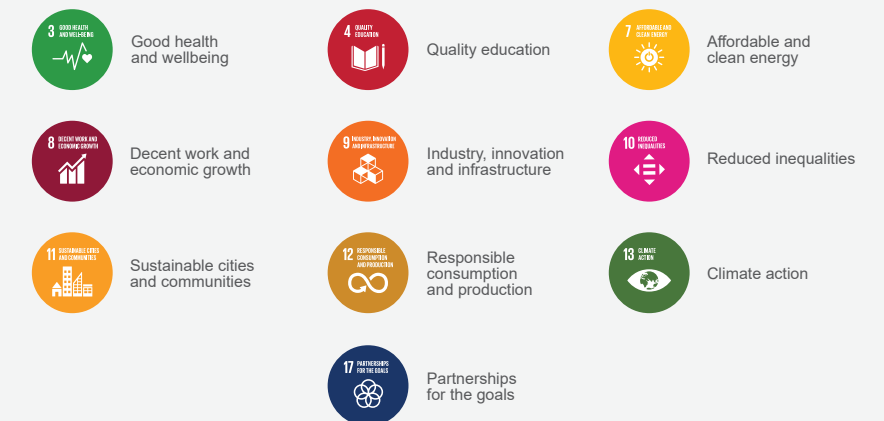 3 GOOD HEALTH
AND WELL-BEING
Good health
and wellbeing
4 QUALITY
EDUCATION
Quality education
7 AFFORDABLE AND
CLEAN ENERGY
Affordable and
clean energy
8 DECENT WORK AND
ECONOMIC GROWTH
Decent work and
economic growth
9 INDUSTRY, INNOVATION
AND INFRASTRUCTURE
Industry, innovation
and infrastructure
10 REDUCED
INEQUALITIES
Reduced inequalities
11 SUSTAINABLE CITIES
AND COMMUNITIES
Sustainable cities
and communities
12 RESPONSIBLE
CONSUMPTION
AND PRODUCTION
Responsible
consumption
and production
13 CLIMATE
ACTION
Climate action
17 PARTNERSHIPS
FOR THE GOALS
Partnerships
for the goals